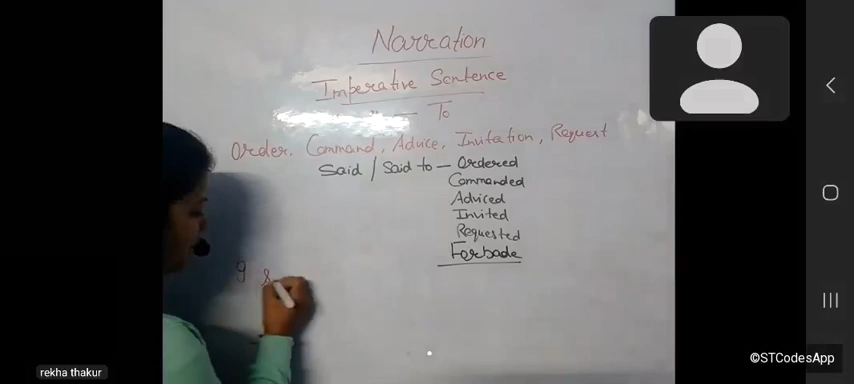 Narration
Imperative Sentence
" " — To
Order, Command, Advice, Invitation, Request
Said / Said to — Ordered
Commanded
Adviced
Invited
Requested
Forbade
g s
rekha thakur
©STCodesApp